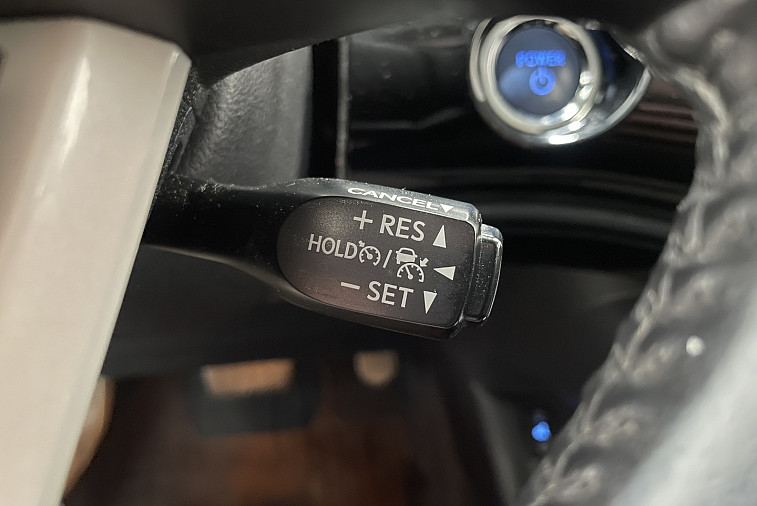 POWER
CANCEL
+ RES
HOLD /
− SET